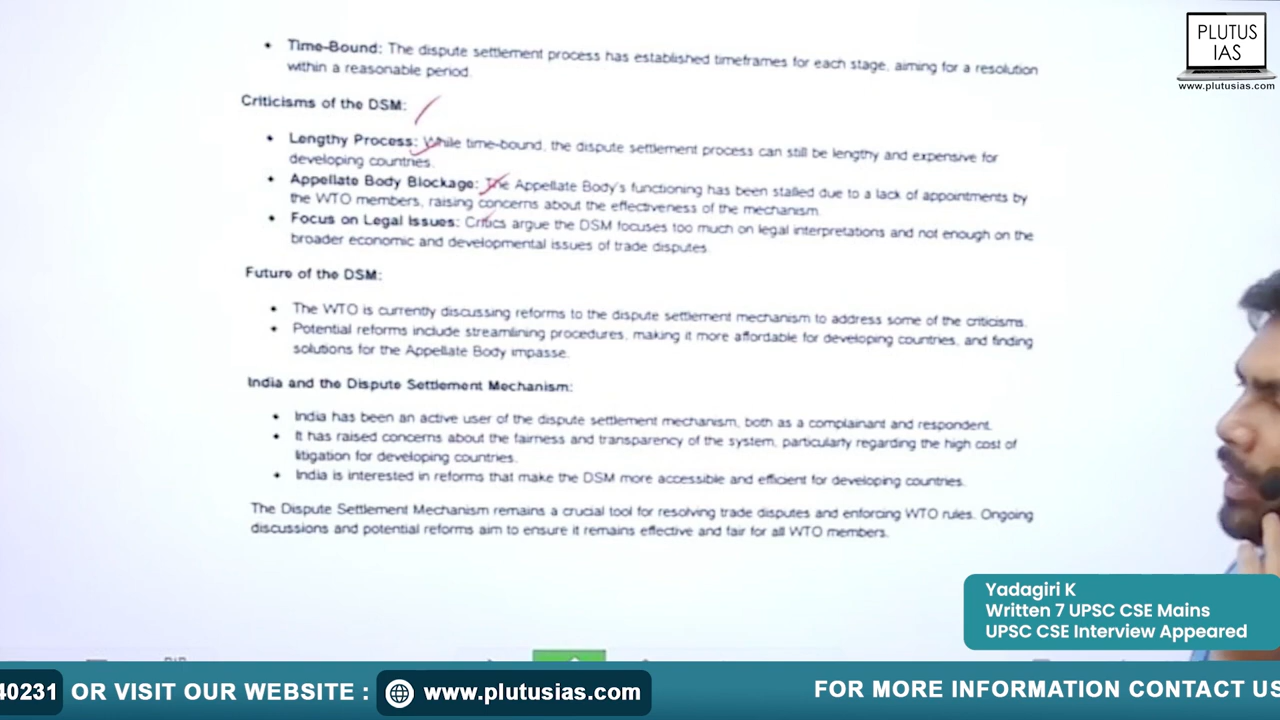 PLUTUS
IAS
www.plutusias.com
• Time-Bound: The dispute settlement process has established timeframes for each stage, aiming for a resolution
within a reasonable period.
Criticisms of the DSM:
• Lengthy Process: While time-bound, the dispute settlement process can still be lengthy and expensive for
developing countries.
• Appellate Body Blockage: The Appellate Body's functioning has been stalled due to a lack of appointments by
the WTO members, raising concerns about the effectiveness of the mechanism.
• Focus on Legal Issues: Critics argue the DSM focuses too much on legal interpretations and not enough on the
broader economic and developmental issues of trade disputes.
Future of the DSM:
• The WTO is currently discussing reforms to the dispute settlement mechanism to address some of the criticisms.
• Potential reforms include streamlining procedures, making it more affordable for developing countries, and finding
solutions for the Appellate Body impasse.
India and the Dispute Settlement Mechanism:
• India has been an active user of the dispute settlement mechanism, both as a complainant and respondent.
• It has raised concerns about the fairness and transparency of the system, particularly regarding the high cost of
litigation for developing countries.
• India is interested in reforms that make the DSM more accessible and efficient for developing countries.
The Dispute Settlement Mechanism remains a crucial tool for resolving trade disputes and enforcing WTO rules. Ongoing
discussions and potential reforms aim to ensure it remains effective and fair for all WTO members.
Yadagiri K
Written 7 UPSC CSE Mains
UPSC CSE Interview Appeared
40231 OR VISIT OUR WEBSITE : www.plutusias.com FOR MORE INFORMATION CONTACT US